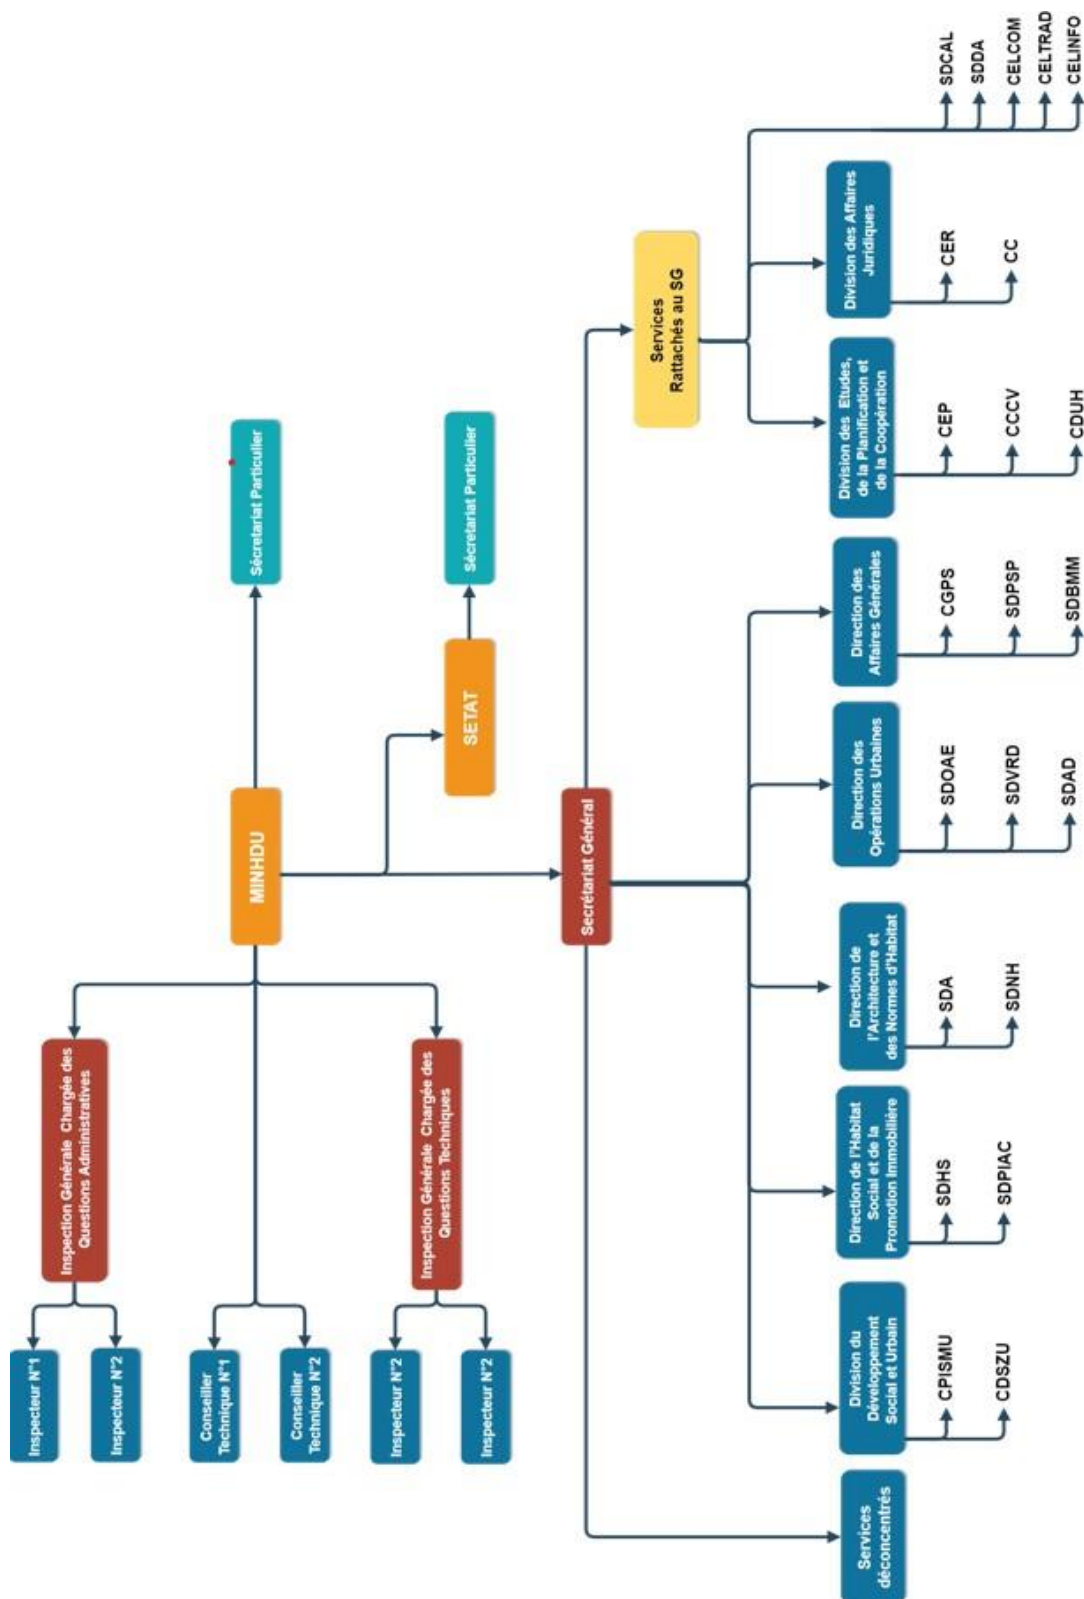 Inspecteur N°1
Inspecteur N°2
Inspection Générale Chargée des
Questions Administratives
MINHDU
Sécretariat Particulier
Conseiller
Technique N°1
Conseiller
Technique N°2
Inspecteur N°2
Inspecteur N°2
Inspection Générale Chargée des
Questions Techniques
SETAT
Sécretariat Particulier
Secrétariat Général
Services
Rattachés au SG
Services
déconcentrés
Division du
Développement
Social et Urbain
CPISMU
CDSZU
Direction de l'Habitat
Social et de la
Promotion Immobilière
SDHS
SDPIAC
Direction de
l'Architecture et
des Normes d'Habitat
SDA
SDNH
Direction des
Opérations Urbaines
SDOAE
SDVRD
SDAD
Direction des
Affaires Générales
CGPS
SDPSP
SDBMM
Division des Etudes,
de la Planification et
de la Coopération
CEP
CCCV
CDUH
Division des Affaires
Juridiques
CER
CC
SDCAL
SDDA
CELCOM
CELTRAD
CELINFO